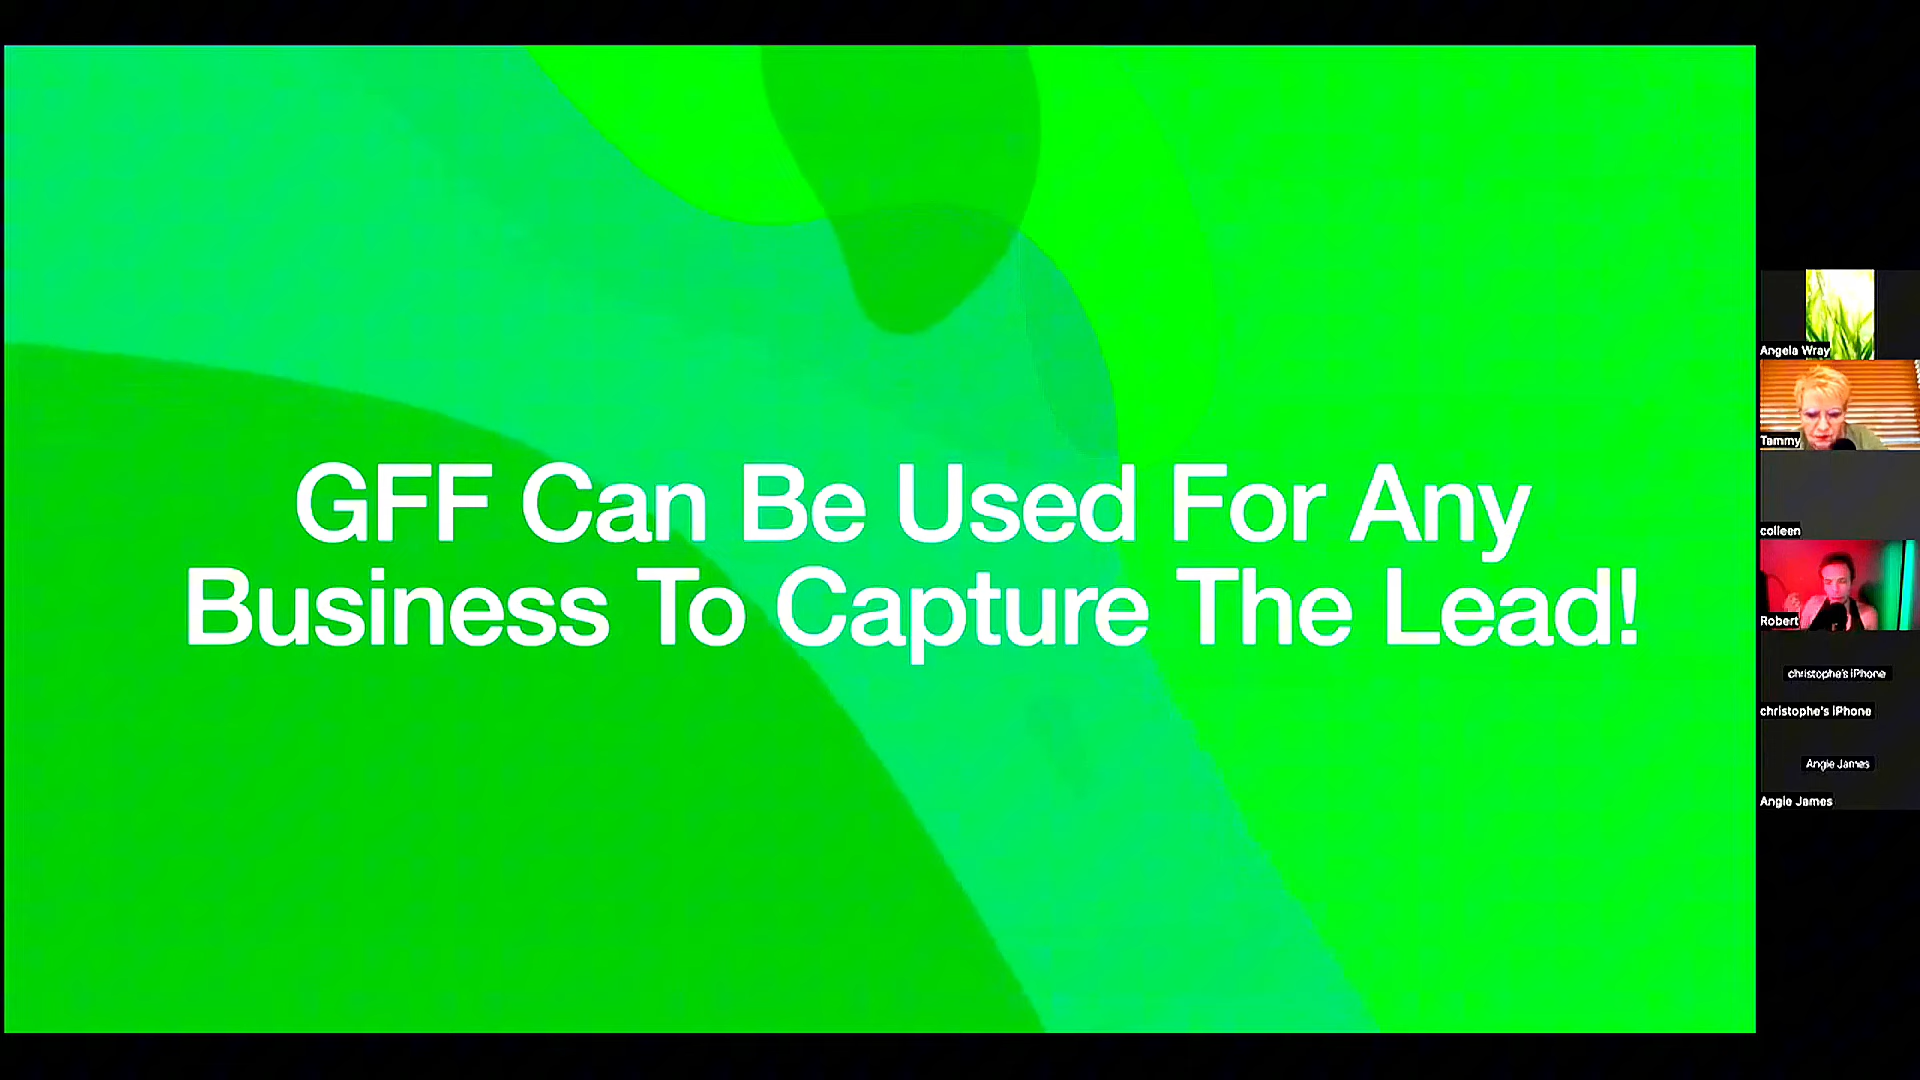 GFF Can Be Used For Any
Business To Capture The Lead!
Angela Wray
Tammy
colleen
Robert
christophe's iPhone
christophe's iPhone
Angie James
Angie James